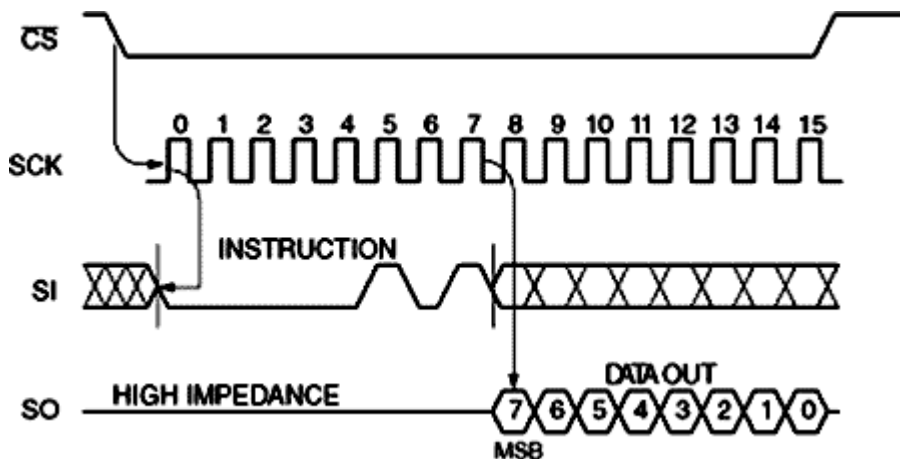 CS
0 1 2 3 4 5 6 7 8 9 10 11 12 13 14 15
SCK
INSTRUCTION
SI
HIGH IMPEDANCE
DATA OUT
SO
7 6 5 4 3 2 1 0
MSB